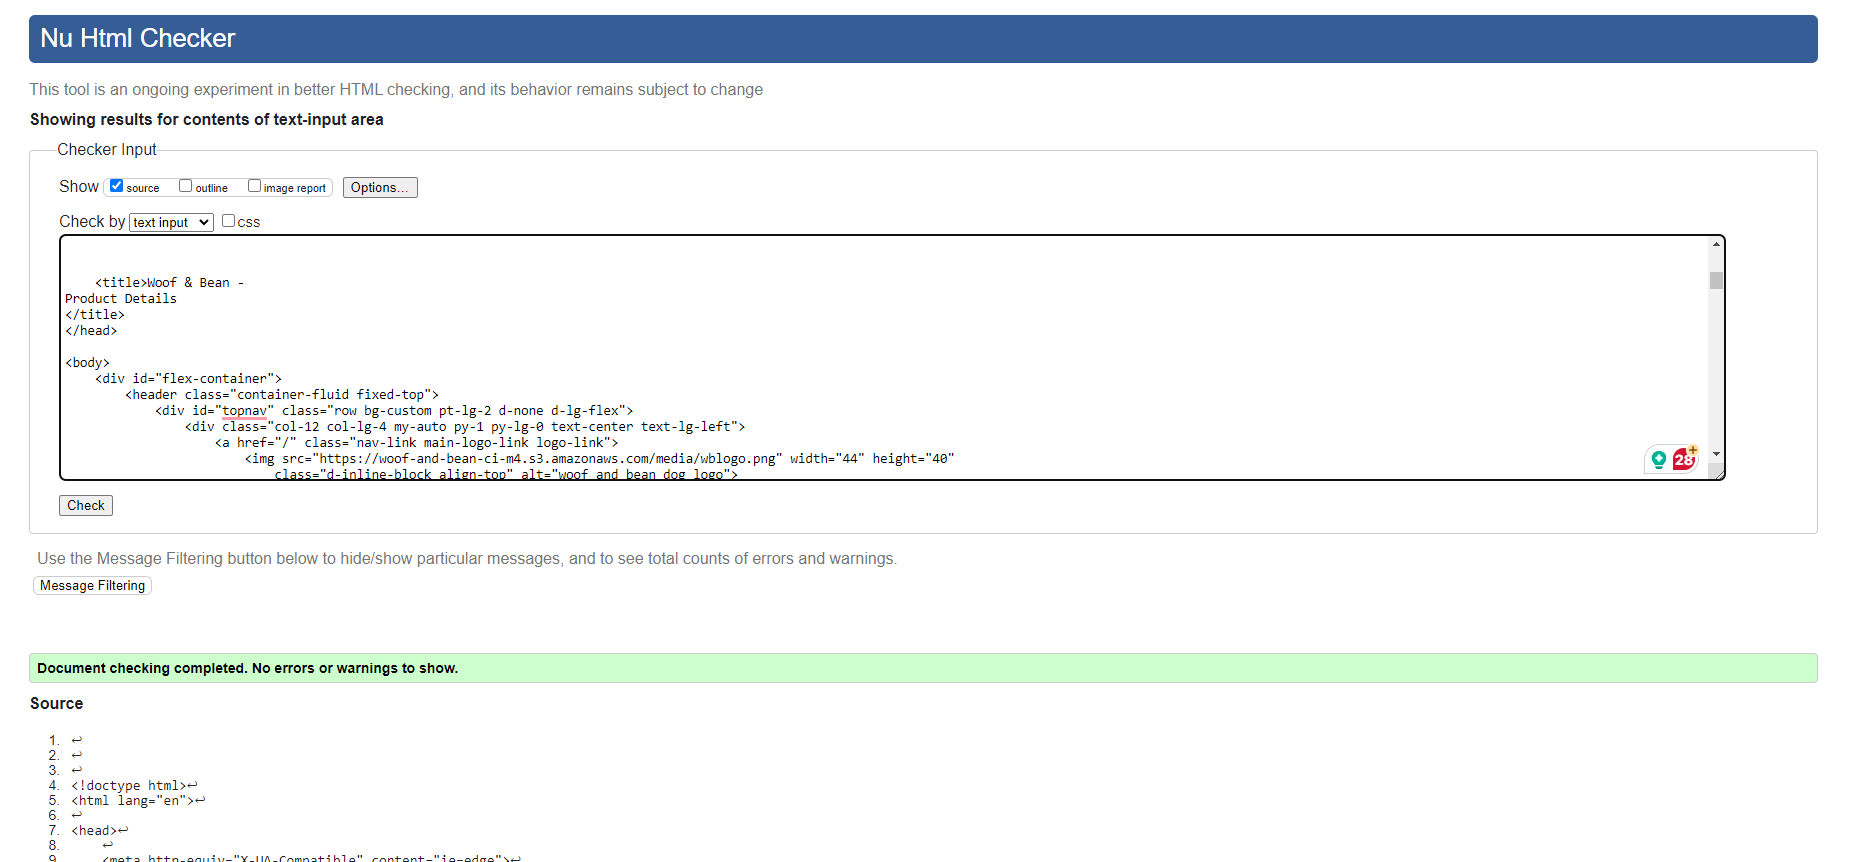 Nu Html Checker
This tool is an ongoing experiment in better HTML checking, and its behavior remains subject to change
Showing results for contents of text-input area
Checker Input
Show source outline image report Options...
Check by text input css
<title>Woof & Bean -
Product Details
</title>
</head>
<body>
<div id="flex-container">
<header class="container-fluid fixed-top">
<div id="topnav" class="row bg-custom pt-lg-2 d-none d-lg-flex">
<div class="col-12 col-lg-4 my-auto py-1 py-lg-0 text-center text-lg-left">
<a href="/" class="nav-link main-logo-link logo-link">
<img src="https://woof-and-bean-ci-m4.s3.amazonaws.com/media/wblogo.png" width="44" height="40"
class="d-inline-block align-top" alt="woof and bean dog logo">
28
Check
Use the Message Filtering button below to hide/show particular messages, and to see total counts of errors and warnings.
Message Filtering
Document checking completed. No errors or warnings to show.
Source
1. ↩
2. ↩
3. ↩
4. <!doctype html>↩
5. <html lang="en">↩
6. ↩
7. <head>↩
8. ↩
9. <meta http-equiv="X-UA-Compatible" content="ie=edge">↩